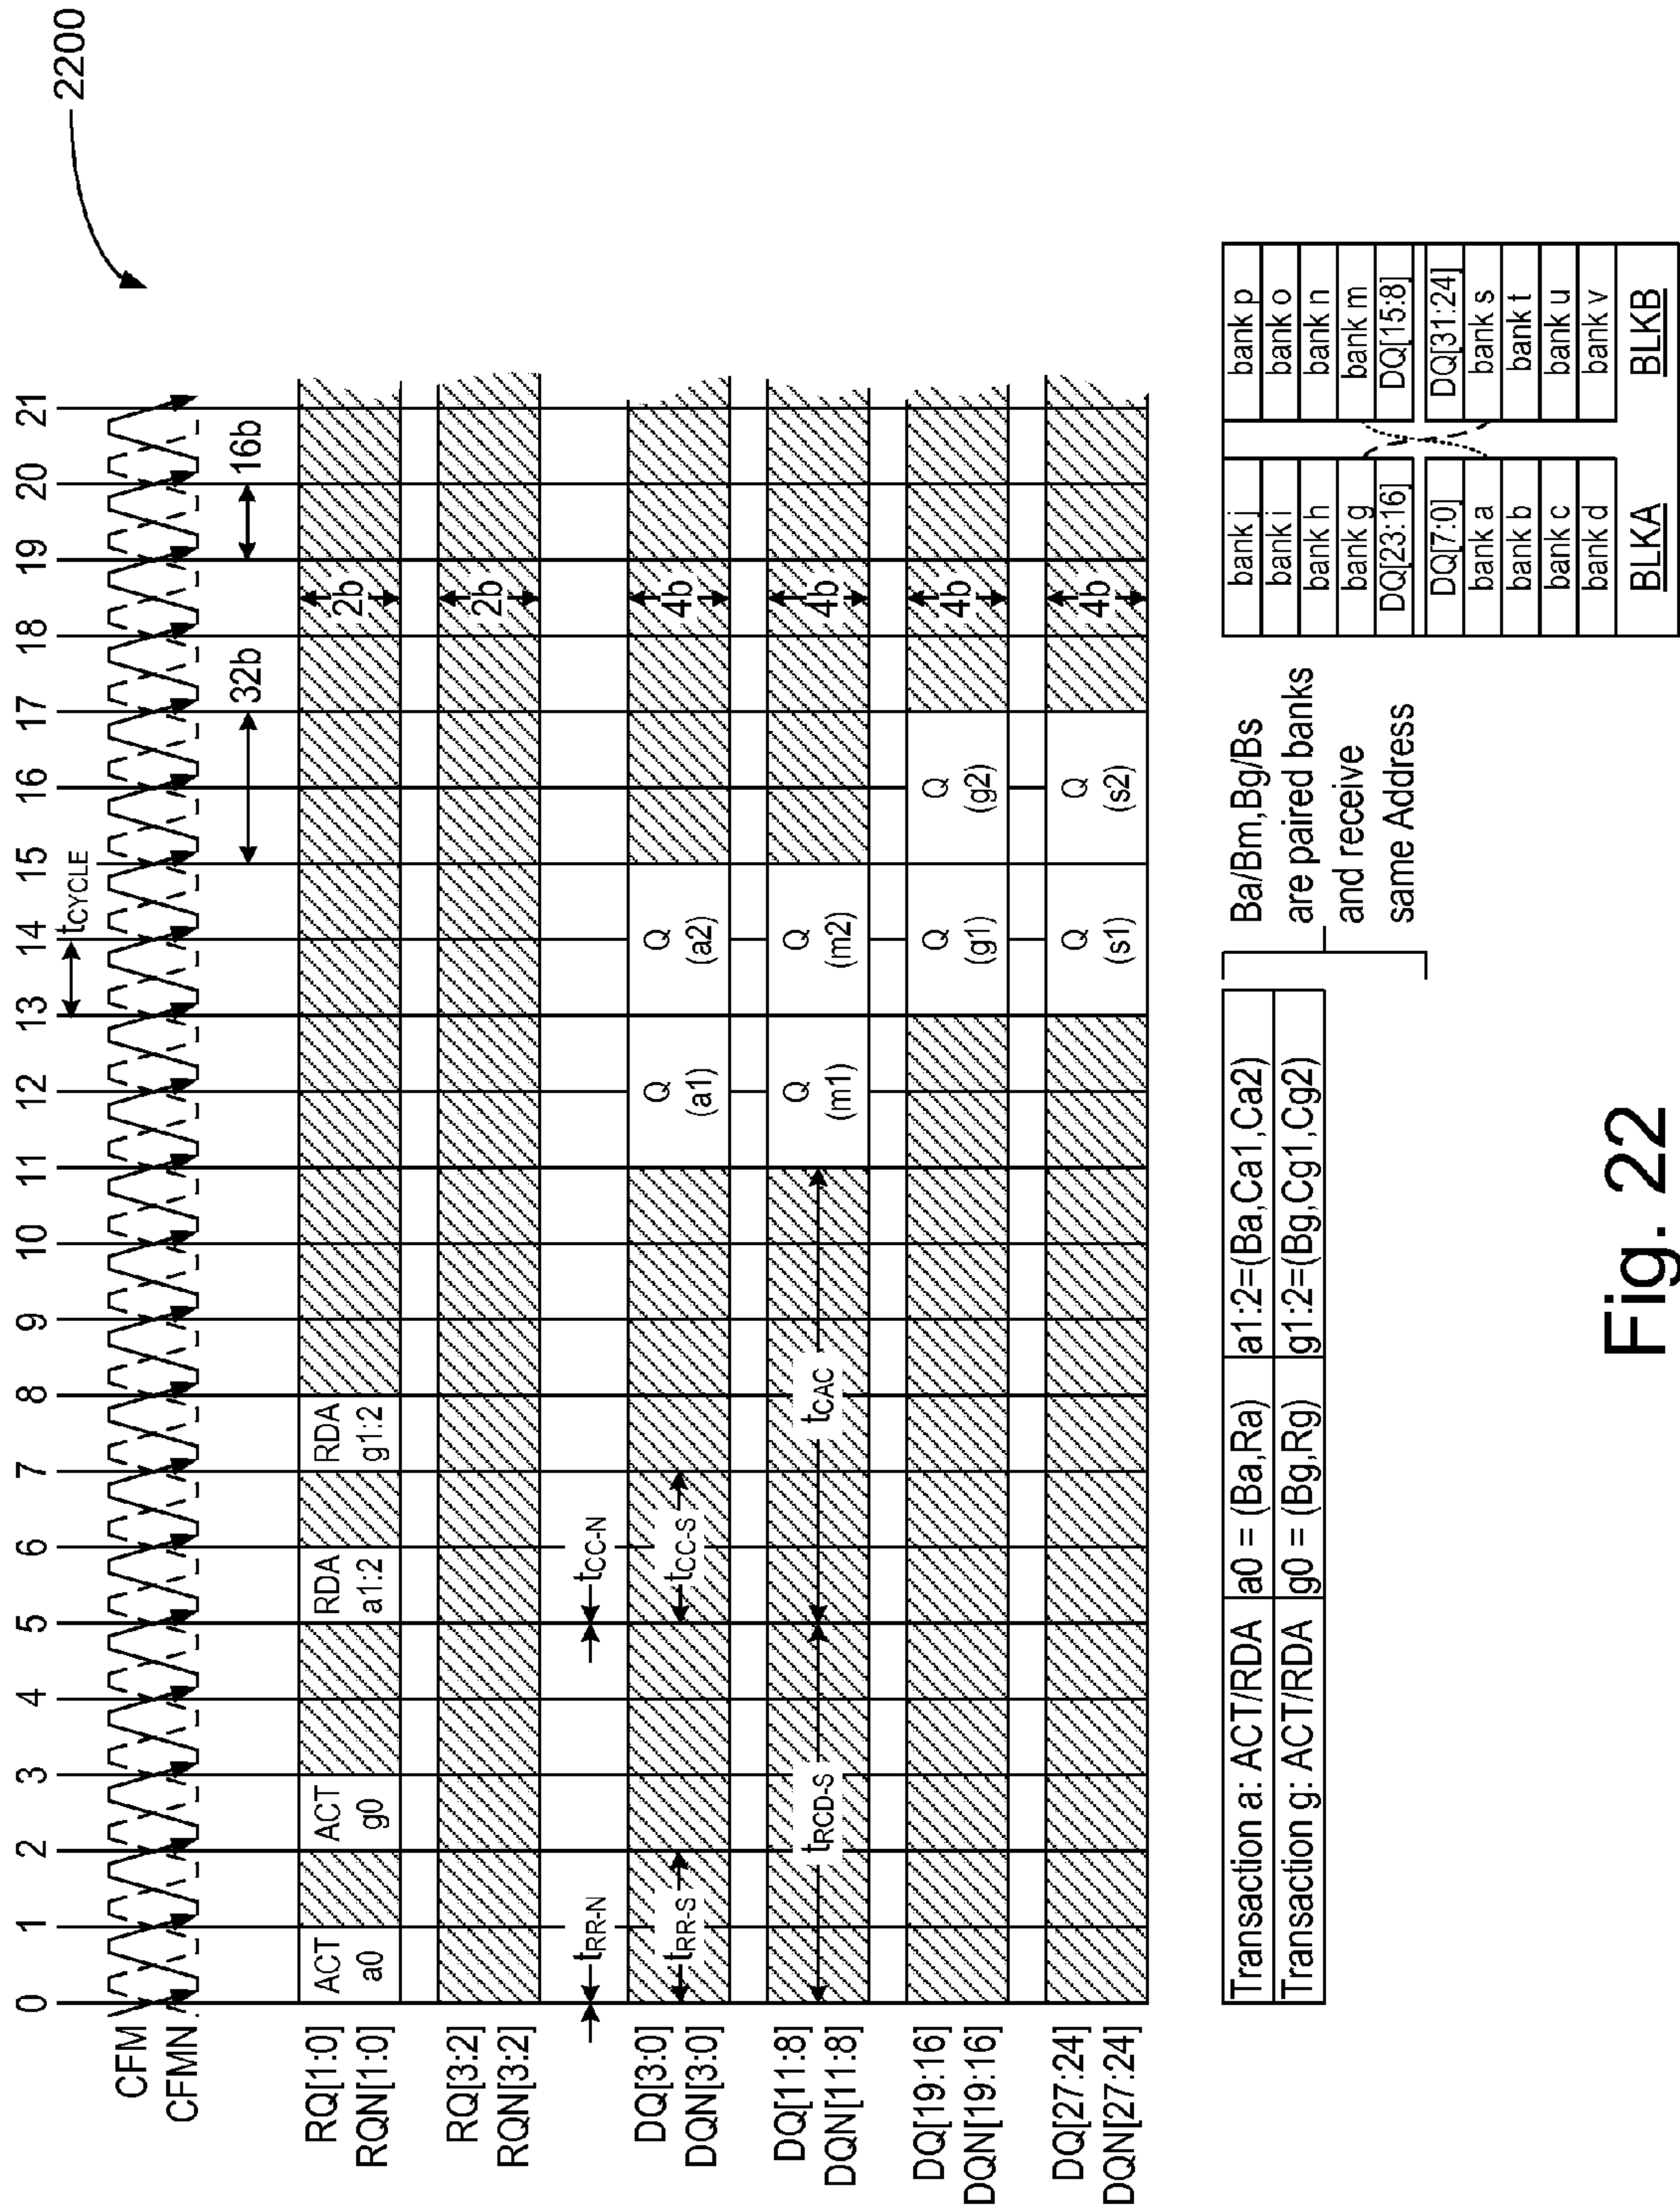 2200
0 1 2 3 4 5 6 7 8 9 10 11 12 13 14 15 16 17 18 19 20 21
tCYCLE
CFM
CFMN
32b
16b
RQ[1:0]
RQN[1:0]
ACT
a0
ACT
g0
RDA
a1:2
RDA
g1:2
2b
RQ[3:2]
RQN[3:2]
2b
tRR-N
tCC-N
DQ[3:0]
DQN[3:0]
tRR-S
tCC-S
Q
(a1)
Q
(a2)
4b
DQ[11:8]
DQN[11:8]
tRCD-S
tCAC
Q
(m1)
Q
(m2)
4b
DQ[19:16]
DQN[19:16]
Q
(g1)
Q
(g2)
4b
DQ[27:24]
DQN[27:24]
Q
(s1)
Q
(s2)
4b
Transaction a: ACT/RDA a0 = (Ba,Ra) a1:2=(Ba,Ca1,Ca2)
Transaction g: ACT/RDA g0 = (Bg,Rg) g1:2=(Bg,Cg1,Cg2)
Ba/Bm,Bg/Bs
are paired banks
and receive
same Address
bank j
bank i
bank h
bank g
DQ[23:16]
DQ[7:0]
bank a
bank b
bank c
bank d
BLKA
bank p
bank o
bank n
bank m
DQ[15:8]
DQ[31:24]
bank s
bank t
bank u
bank v
BLKB
Fig. 22